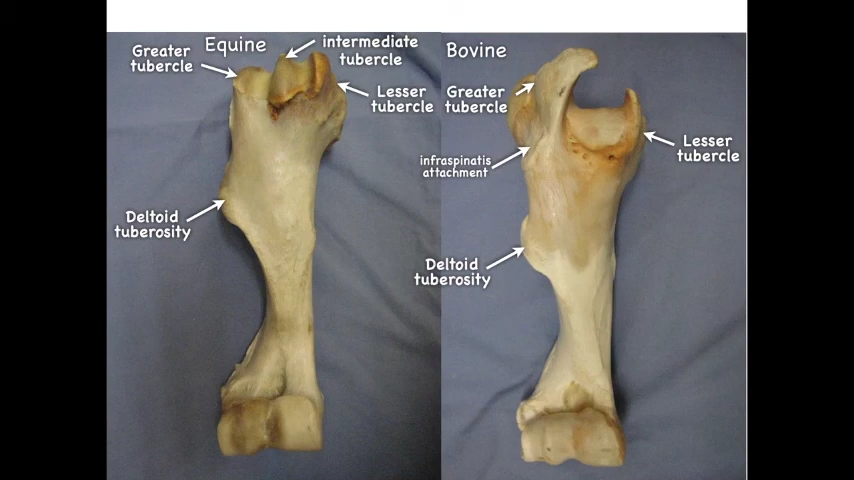 Equine
Greater
tubercle
intermediate
tubercle
Lesser
tubercle
Deltoid
tuberosity
Bovine
Greater
tubercle
infraspinatis
attachment
Lesser
tubercle
Deltoid
tuberosity